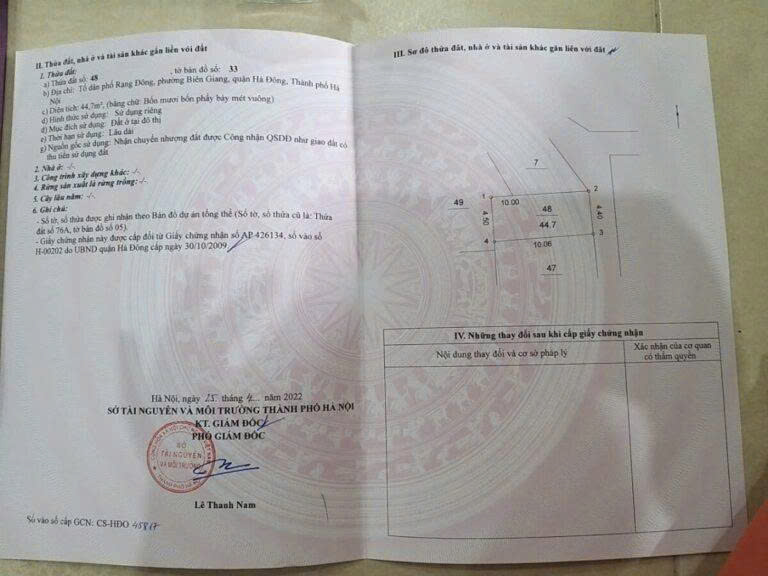 II. Thửa đất, nhà ở và tài sản khác gắn liền với đất
1. Thửa đất:
a) Thửa đất số: 48 , tờ bản đồ số: 33
b) Địa chỉ: Tổ dân phố Rạng Đông, phường Biên Giang, quận Hà Đông, Thành phố Hà
Nội
c) Diện tích: 44,7m², (bằng chữ: Bốn mươi bốn phẩy bảy mét vuông)
d) Hình thức sử dụng: Sử dụng riêng
đ) Mục đích sử dụng: Đất ở tại đô thị
e) Thời hạn sử dụng: Lâu dài
g) Nguồn gốc sử dụng: Nhận chuyển nhượng đất được Công nhận QSDĐ như giao đất có
thu tiền sử dụng đất
2. Nhà ở: -/-
3. Công trình xây dựng khác: -/-
4. Rừng sản xuất là rừng trồng: -/-
5. Cây lâu năm: -/-
6. Ghi chú:
- Số tờ, số thửa được ghi nhận theo Bản đồ dự án tổng thể (Số tờ, số thửa cũ là: Thửa
đất số 76A, tờ bản đồ số 05)
- Giấy chứng nhận này được cấp đổi từ Giấy chứng nhận số AP 426134, số vào sổ
H-00202 do UBND quận Hà Đông cấp ngày 30/10/2009
Hà Nội, ngày 25 tháng 4 năm 2022
SỞ TÀI NGUYÊN VÀ MÔI TRƯỜNG THÀNH PHỐ HÀ NỘI
KT. GIÁM ĐỐC
PHÓ GIÁM ĐỐC
SỞ
TÀI NGUYÊN
VÀ MÔI TRƯỜNG
Lê Thanh Nam
Số vào sổ cấp GCN: CS-HĐO 45817
III. Sơ đồ thửa đất, nhà ở và tài sản khác gắn liền với đất
7
49
1
10.00
2
48
44.7
4.50
4.40
4
10.06
3
47
IV. Những thay đổi sau khi cấp giấy chứng nhận
Nội dung thay đổi và cơ sở pháp lý
Xác nhận của cơ quan
có thẩm quyền